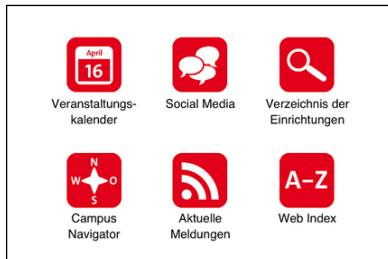 April
16
Veranstaltungs-
kalender
Social Media
Verzeichnis der
Einrichtungen
N
W O
S
Campus
Navigator
Aktuelle
Meldungen
A-Z
Web Index